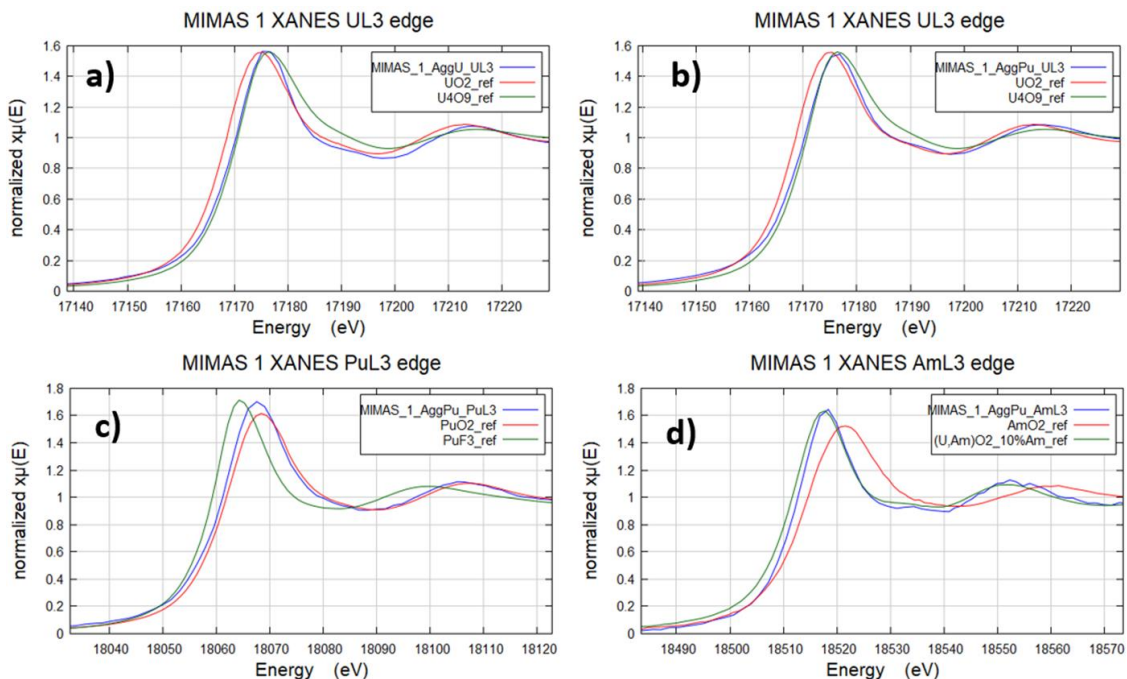 MIMAS 1 XANES UL3 edge
a)
MIMAS_1_AggU_UL3
UO2_ref
U4O9_ref
normalized xμ(E)
1.6
1.4
1.2
1
0.8
0.6
0.4
0.2
0
17140 17150 17160 17170 17180 17190 17200 17210 17220
Energy (eV)
MIMAS 1 XANES UL3 edge
b)
MIMAS_1_AggPu_UL3
UO2_ref
U4O9_ref
normalized xμ(E)
1.6
1.4
1.2
1
0.8
0.6
0.4
0.2
0
17140 17150 17160 17170 17180 17190 17200 17210 17220
Energy (eV)
MIMAS 1 XANES PuL3 edge
c)
MIMAS_1_AggPu_PuL3
PuO2_ref
PuF3_ref
normalized xμ(E)
1.8
1.6
1.4
1.2
1
0.8
0.6
0.4
0.2
0
18040 18050 18060 18070 18080 18090 18100 18110 18120
Energy (eV)
MIMAS 1 XANES AmL3 edge
d)
MIMAS_1_AggPu_AmL3
AmO2_ref
(U,Am)O2_10%Am_ref
normalized xμ(E)
1.8
1.6
1.4
1.2
1
0.8
0.6
0.4
0.2
0
18490 18500 18510 18520 18530 18540 18550 18560 18570
Energy (eV)